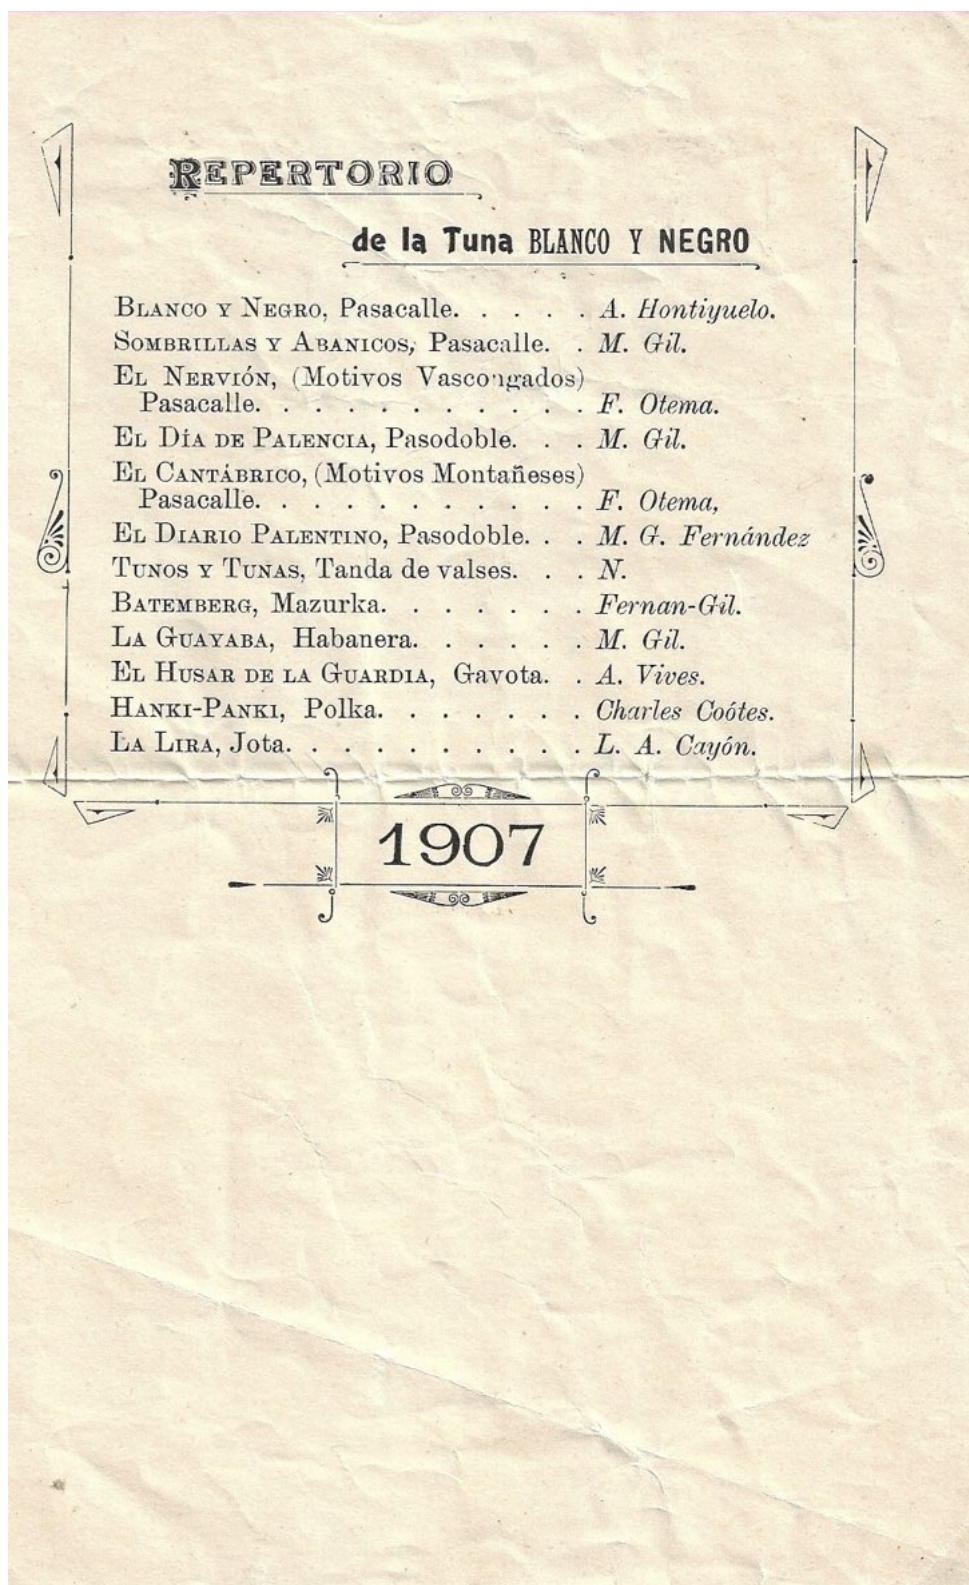 REPERTORIO
de la Tuna BLANCO Y NEGRO
BLANCO Y NEGRO, Pasacalle. . . . . A. Hontiyuelo.
SOMBRILLAS Y ABANICOS, Pasacalle. . M. Gil.
EL NERVIÓN, (Motivos Vascongados)
Pasacalle. . . . . . . . . . . F. Otema.
EL DÍA DE PALENCIA, Pasodoble. . . M. Gil.
EL CANTÁBRICO, (Motivos Montañeses)
Pasacalle. . . . . . . . . . . F. Otema,
EL DIARIO PALENTINO, Pasodoble. . . M. G. Fernández
TUNOS Y TUNAS, Tanda de valses. . . N.
BATEMBERG, Mazurka. . . . . . . Fernan-Gil.
LA GUAYABA, Habanera. . . . . . M. Gil.
EL HUSAR DE LA GUARDIA, Gavota. . A. Vives.
HANKI-PANKI, Polka. . . . . . . Charles Coótes.
LA LIRA, Jota. . . . . . . . . . L. A. Cayón.
1907